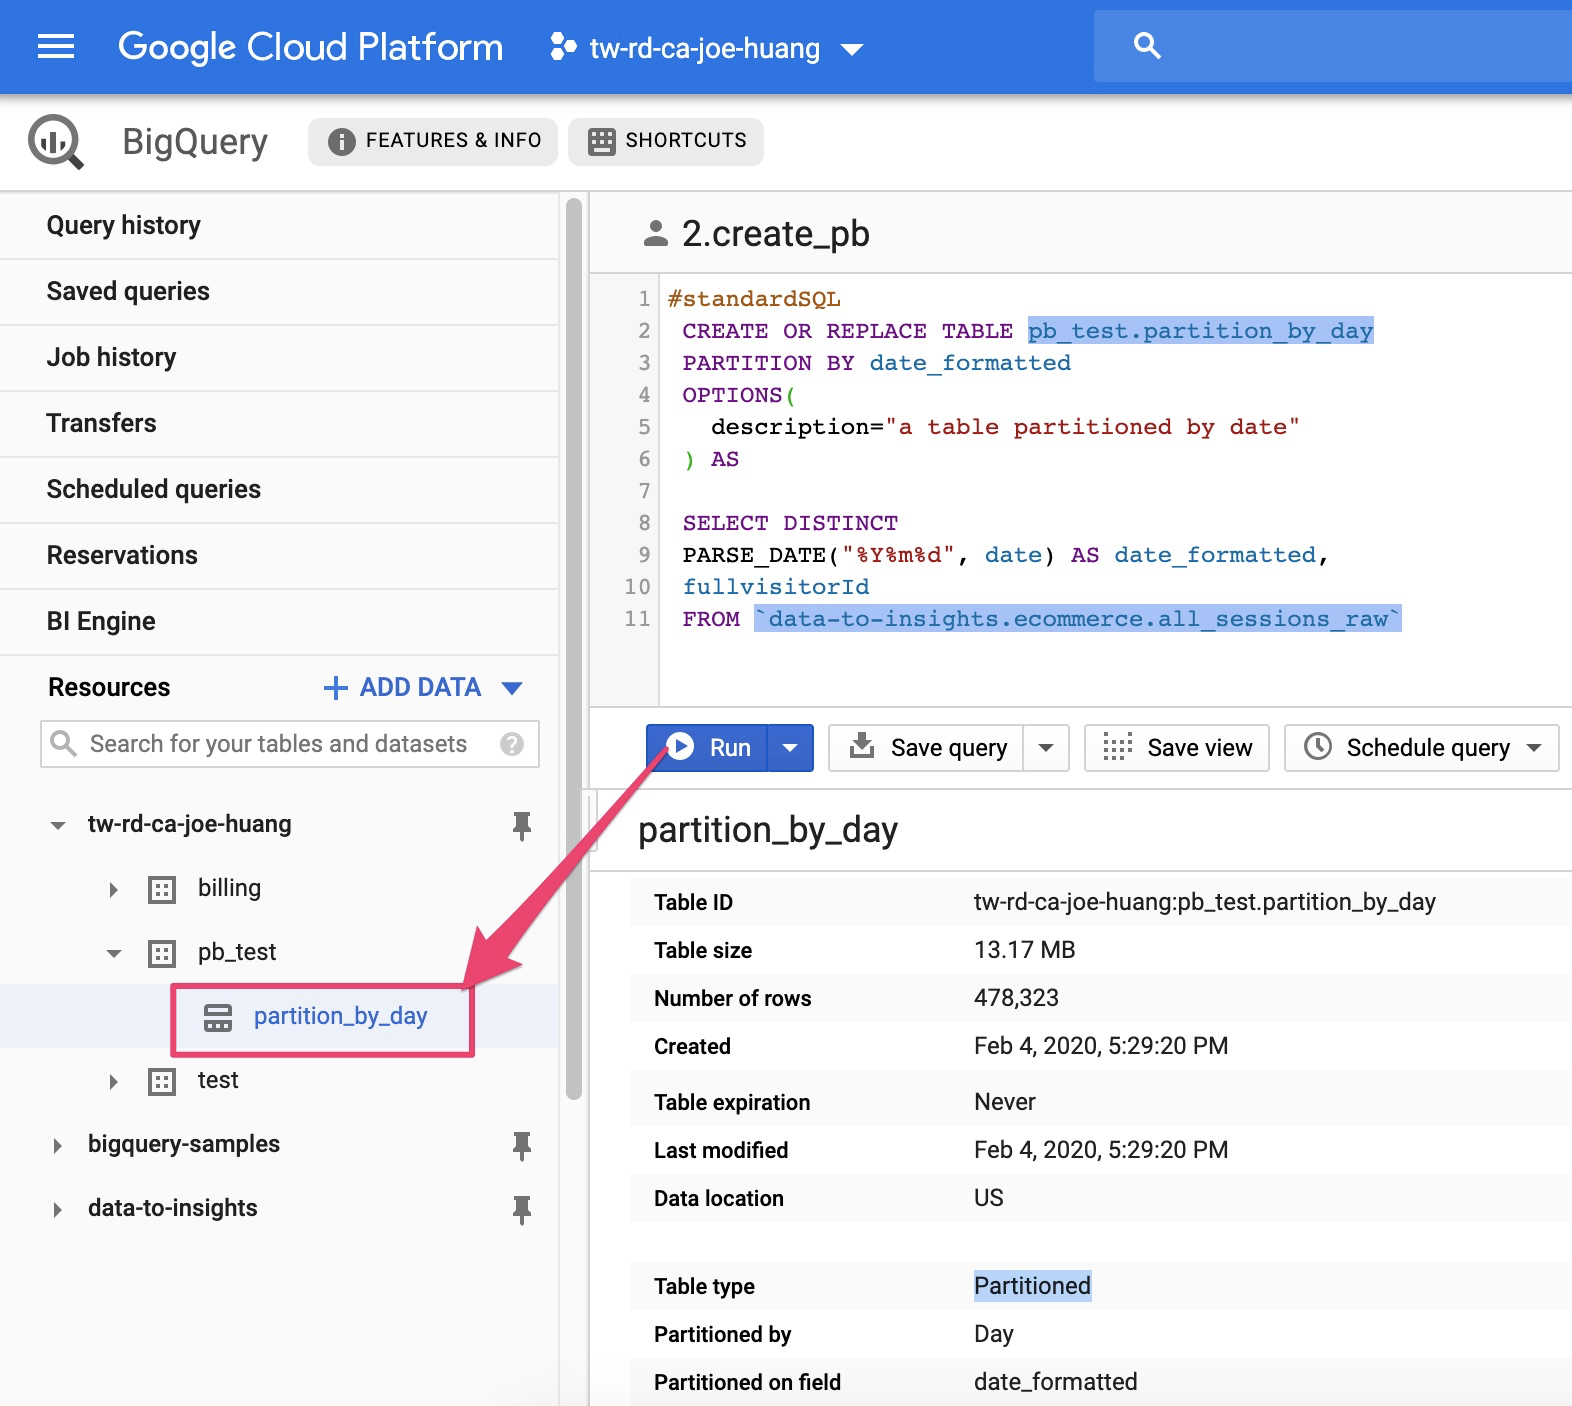 Google Cloud Platform
tw-rd-ca-joe-huang
BigQuery
FEATURES & INFO
SHORTCUTS
Query history
Saved queries
Job history
Transfers
Scheduled queries
Reservations
BI Engine
Resources
ADD DATA
Search for your tables and datasets
tw-rd-ca-joe-huang
billing
pb_test
partition_by_day
test
bigquery-samples
data-to-insights
2.create_pb
1 #standardSQL
2 CREATE OR REPLACE TABLE pb_test.partition_by_day
3 PARTITION BY date_formatted
4 OPTIONS(
5 description="a table partitioned by date"
6 ) AS
7
8 SELECT DISTINCT
9 PARSE_DATE("%Y%m%d", date) AS date_formatted,
10 fullvisitorId
11 FROM `data-to-insights.ecommerce.all_sessions_raw`
Run
Save query
Save view
Schedule query
partition_by_day
Table ID tw-rd-ca-joe-huang:pb_test.partition_by_day
Table size 13.17 MB
Number of rows 478,323
Created Feb 4, 2020, 5:29:20 PM
Table expiration Never
Last modified Feb 4, 2020, 5:29:20 PM
Data location US
Table type Partitioned
Partitioned by Day
Partitioned on field date_formatted